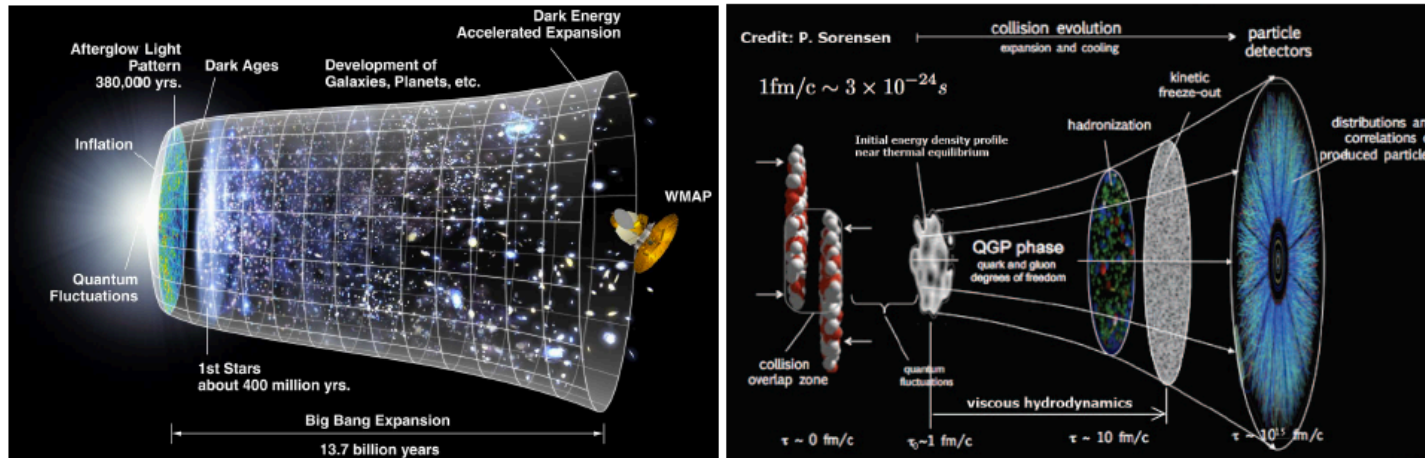 Dark Energy
Accelerated Expansion
Afterglow Light
Pattern
380,000 yrs.
Dark Ages
Development of
Galaxies, Planets, etc.
Inflation
WMAP
Quantum
Fluctuations
1st Stars
about 400 million yrs.
Big Bang Expansion
13.7 billion years
Credit: P. Sorensen
collision evolution
expansion and cooling
particle
detectors
1fm/c ∼ 3 × 10⁻²⁴s
kinetic
freeze-out
hadronization
Initial energy density profile
near thermal equilibrium
distributions an
correlations o
produced particle
QGP phase
quark and gluon
degrees of freedom
collision
overlap zone
quantum
fluctuations
viscous hydrodynamics
τ ~ 0 fm/c
τ₀~1 fm/c
τ ~ 10 fm/c
τ ~ 10¹⁵ fm/c